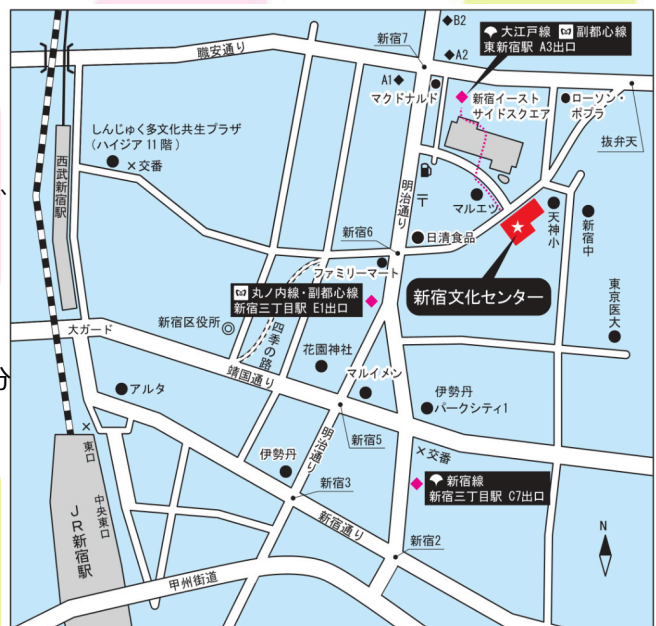 B2
大江戸線 副都心線
東新宿駅 A3出口
新宿7
職安通り
A2
A1
マクドナルド
新宿イースト
サイドスクエア
ローソン・
ポプラ
抜弁天
しんじゅく多文化共生プラザ
(ハイジア 11階)
交番
西武新宿駅
明治通り
〒
マルエツ
天神小
新宿中
日清食品
新宿6
ファミリーマート
新宿文化センター
丸ノ内線・副都心線
新宿三丁目駅 E1出口
東京医大
大ガード
新宿区役所
四季の路
花園神社
靖国通り
マルイメン
分
アルタ
伊勢丹
パークシティ1
東口
明治通り
新宿5
交番
伊勢丹
新宿3
新宿線
新宿三丁目駅 C7出口
中央東口
JR新宿駅
新宿通り
新宿2
N
甲州街道